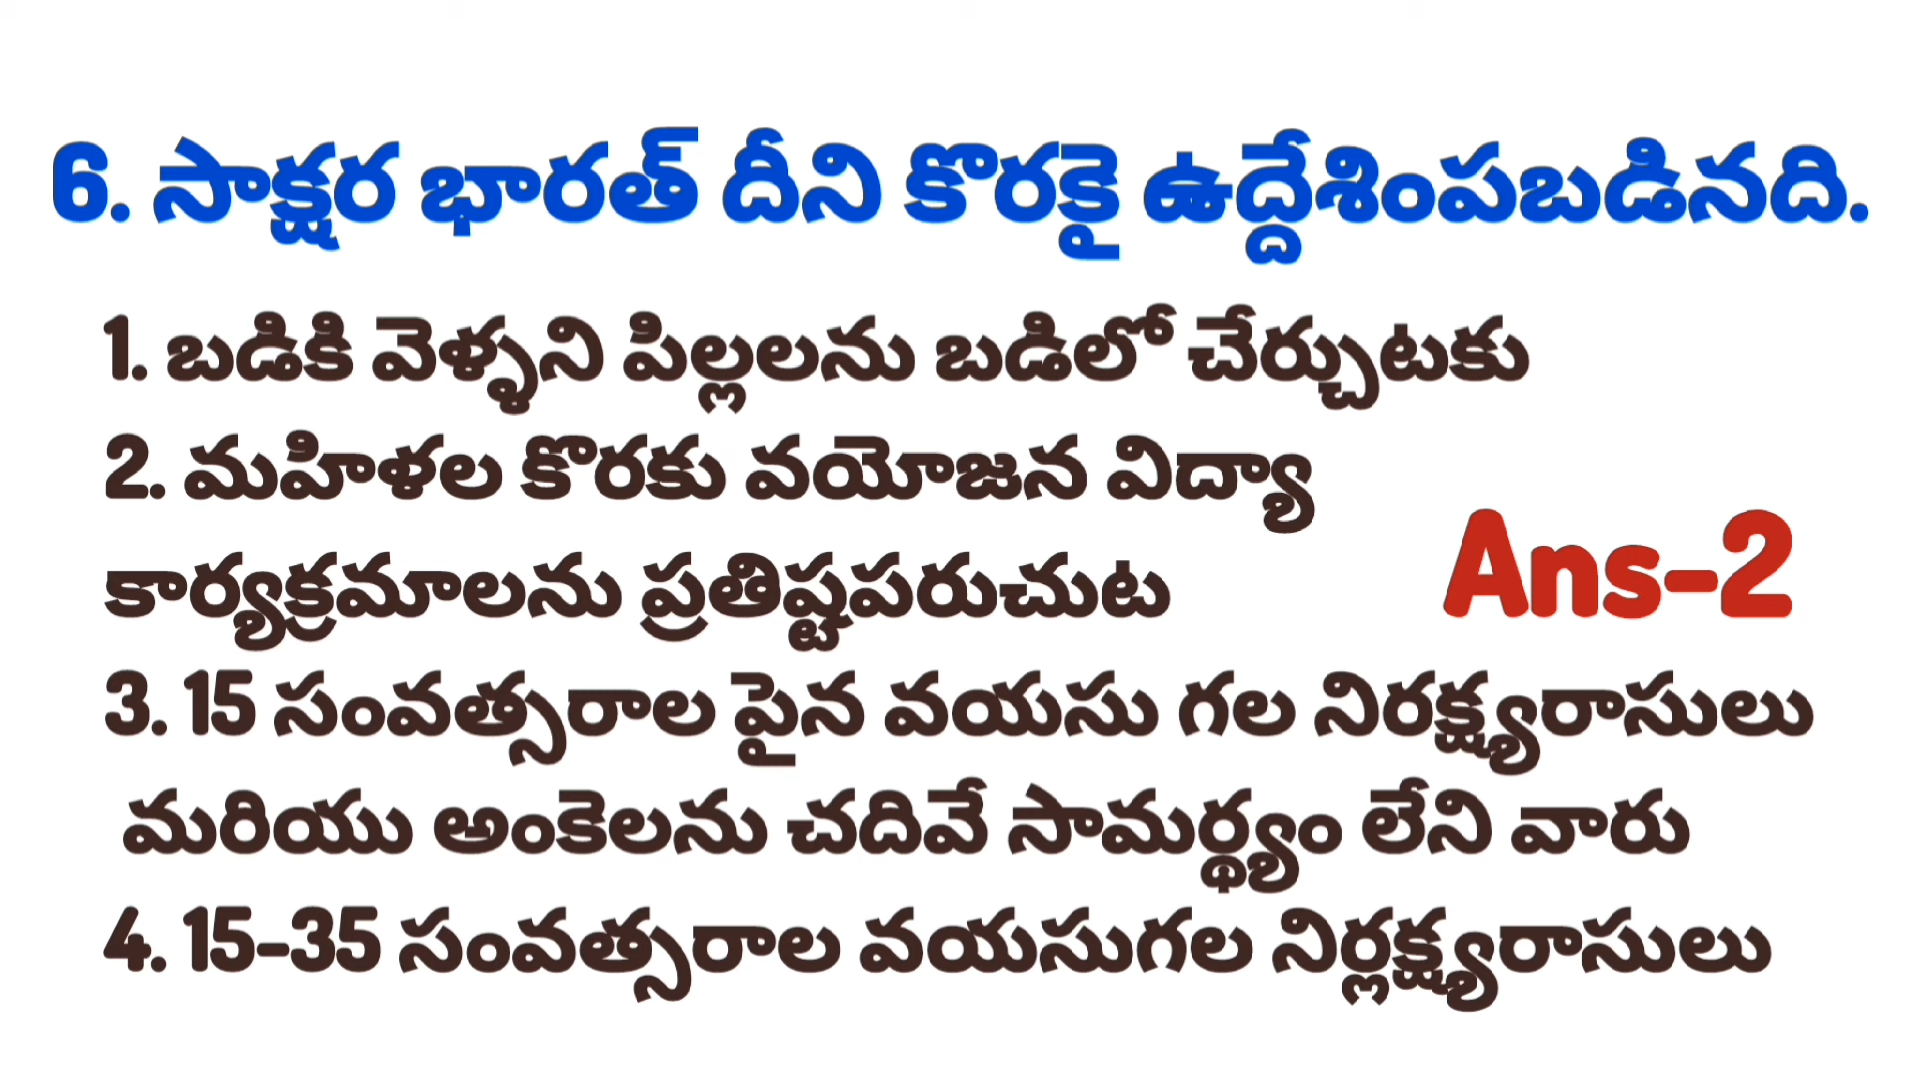 6. సాక్షర భారత్ దీని కొరకై ఉద్దేశింపబడినది.
1. బడికి వెళ్ళని పిల్లలను బడిలో చేర్చుటకు
2. మహిళల కొరకు వయోజన విద్యా
కార్యక్రమాలను ప్రతిష్టపరుచుట
Ans-2
3. 15 సంవత్సరాల పైన వయసు గల నిరక్ష్యరాసులు
మరియు అంకెలను చదివే సామర్థ్యం లేని వారు
4. 15-35 సంవత్సరాల వయసుగల నిర్లక్ష్యరాసులు